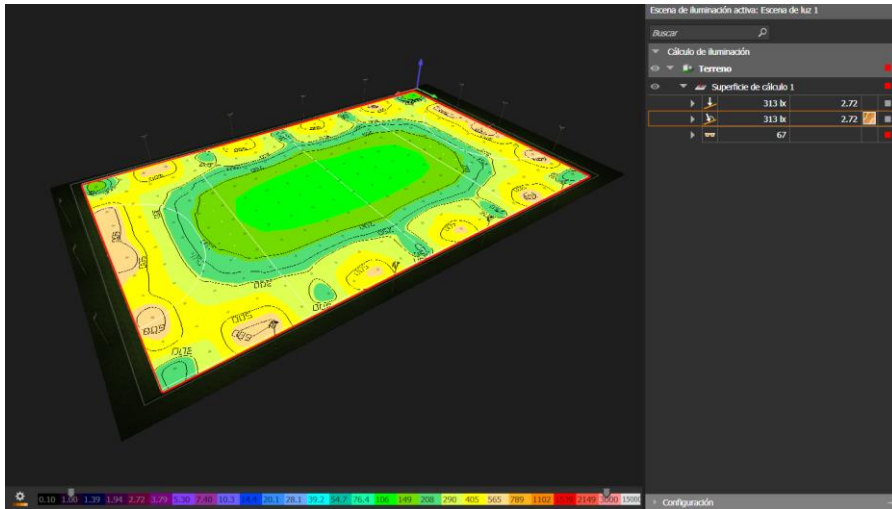 Escena de iluminación activa: Escena de luz 1
Buscar
Cálculo de iluminación
Terreno
Superficie de cálculo 1
313 lx 2.72
313 lx 2.72
67
0.10 1.00 1.39 1.94 2.72 3.79 5.30 7.40 10.3 14.4 20.1 28.1 39.2 54.7 76.4 106 149 208 290 405 565 789 1102 1539 2149 3000 15000
Configuración